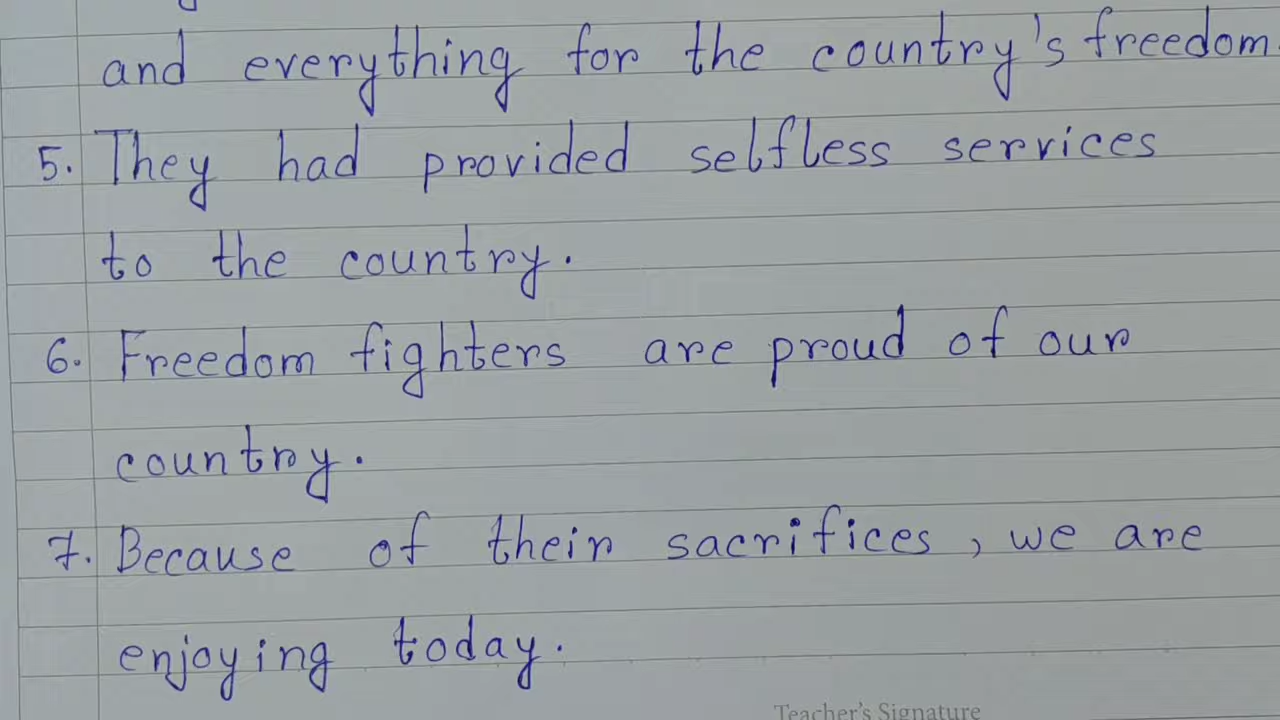 and everything for the country's freedom.
5. They had provided selfless services
to the country.
6. Freedom fighters are proud of our
country.
7. Because of their sacrifices, we are
enjoying today.
Teacher's Signature